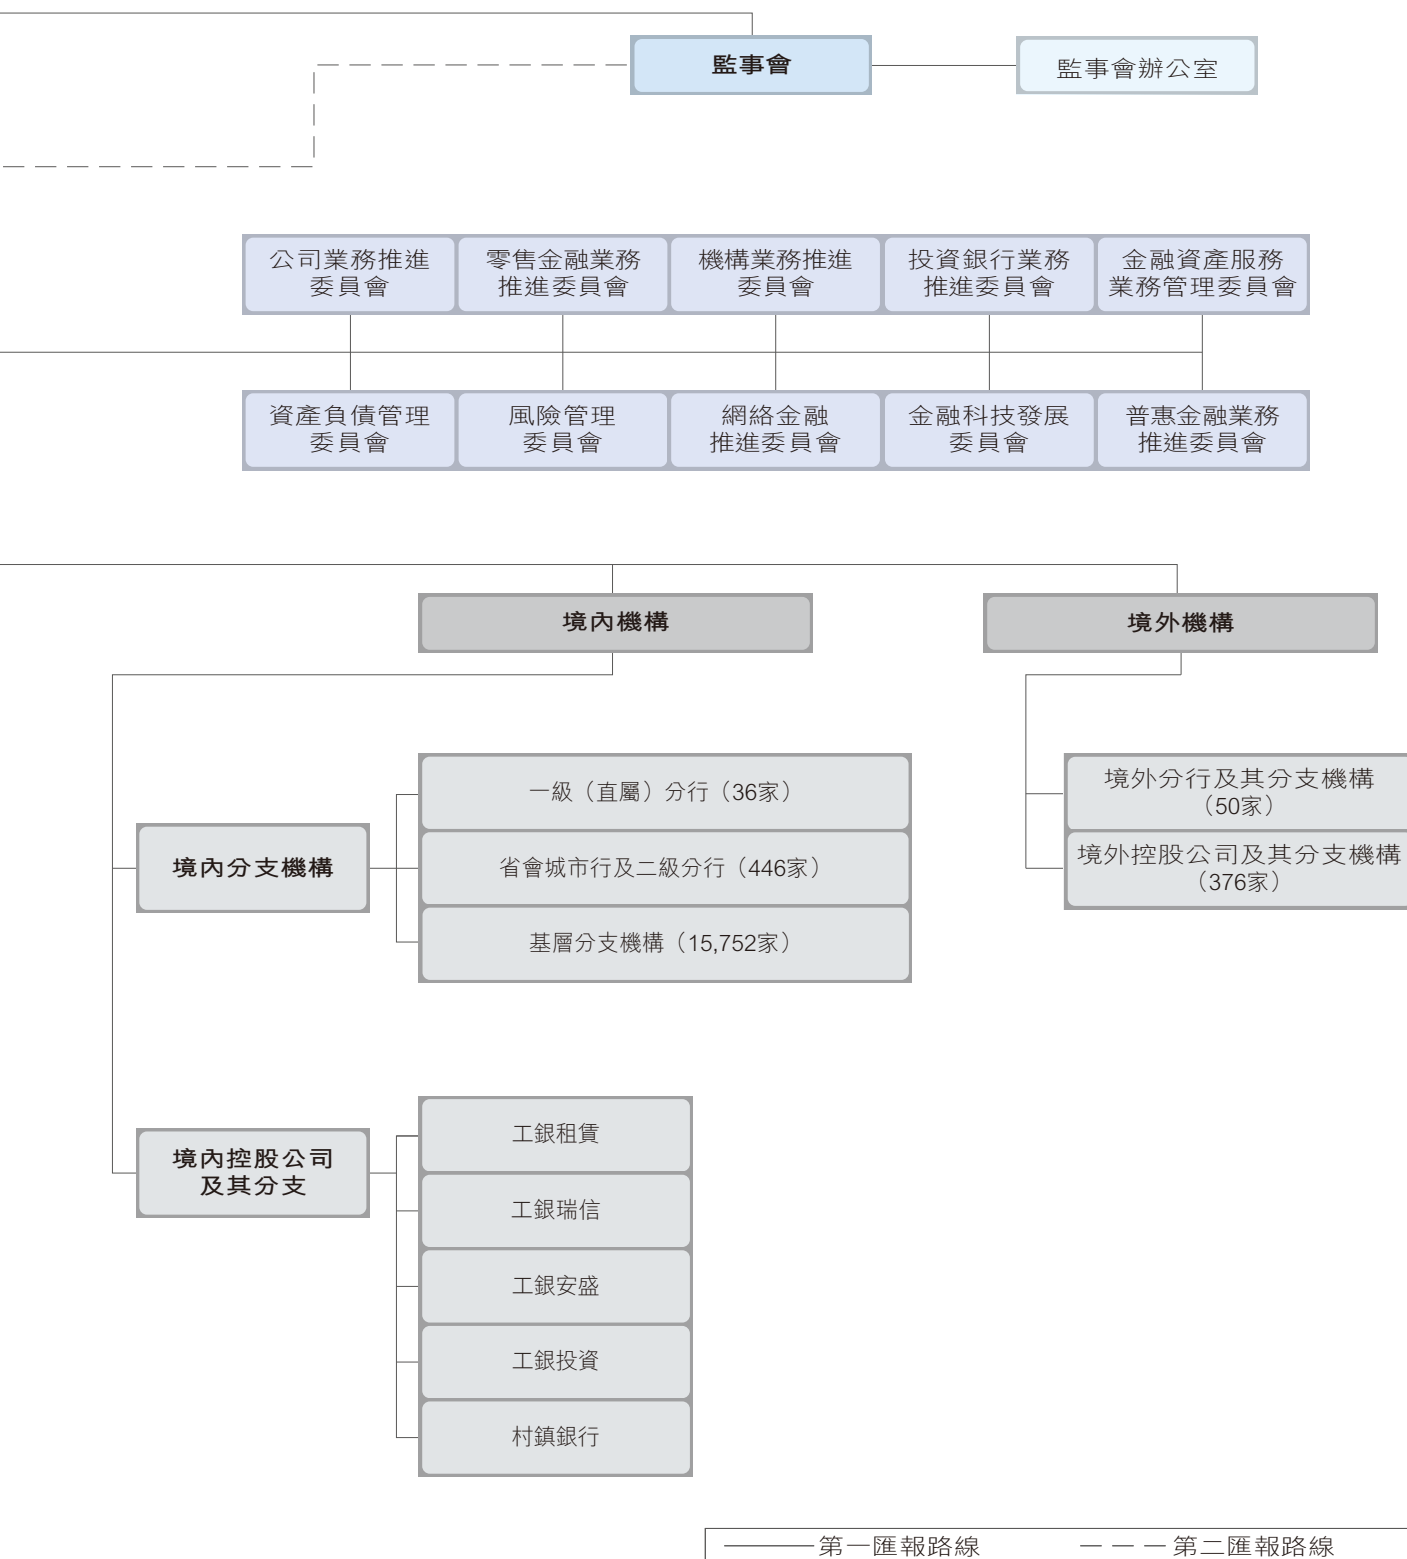 監事會
監事會辦公室
公司業務推進
委員會
零售金融業務
推進委員會
機構業務推進
委員會
投資銀行業務
推進委員會
金融資產服務
業務管理委員會
資產負債管理
委員會
風險管理
委員會
網絡金融
推進委員會
金融科技發展
委員會
普惠金融業務
推進委員會
境內機構
境外機構
境內分支機構
一級（直屬）分行（36家）
省會城市行及二級分行（446家）
基層分支機構（15,752家）
境外分行及其分支機構
（50家）
境外控股公司及其分支機構
（376家）
境內控股公司
及其分支
工銀租賃
工銀瑞信
工銀安盛
工銀投資
村鎮銀行
第一匯報路線
第二匯報路線